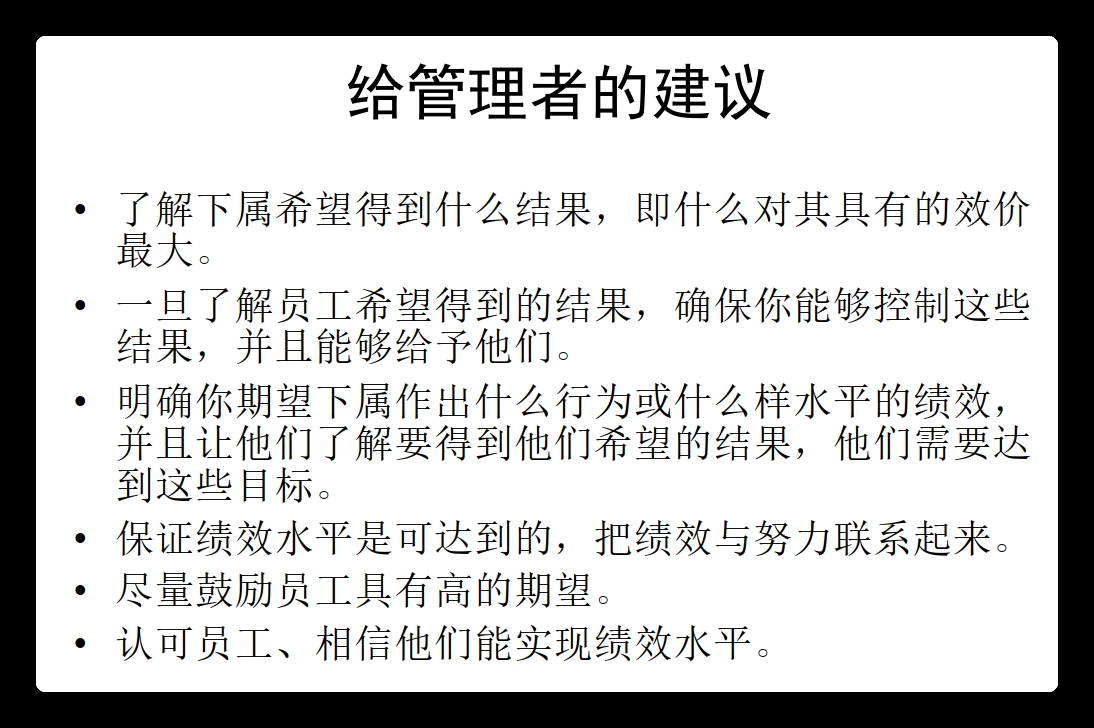 给管理者的建议
• 了解下属希望得到什么结果，即什么对其具有的效价
最大。
• 一旦了解员工希望得到的结果，确保你能够控制这些
结果，并且能够给予他们。
• 明确你期望下属作出什么行为或什么样水平的绩效，
并且让他们了解要得到他们希望的结果，他们需要达
到这些目标。
• 保证绩效水平是可达到的，把绩效与努力联系起来。
• 尽量鼓励员工具有高的期望。
• 认可员工、相信他们能实现绩效水平。